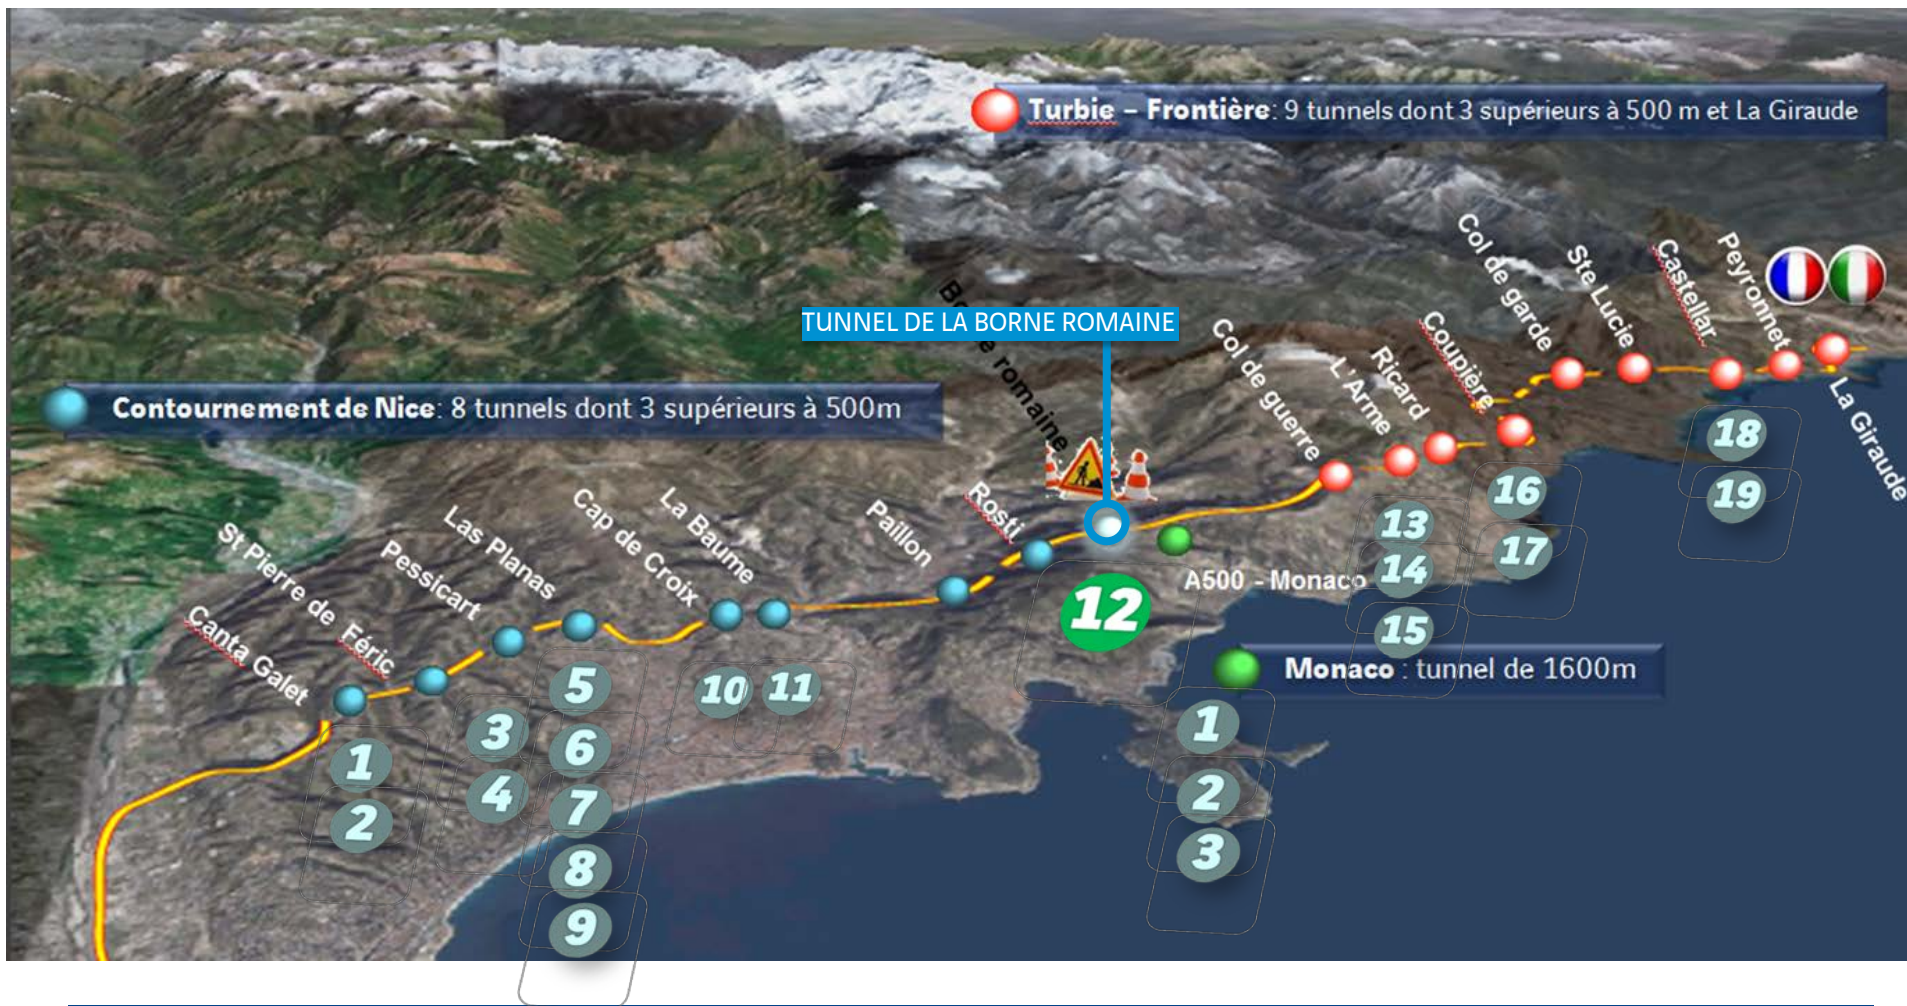 Turbie – Frontière: 9 tunnels dont 3 supérieurs à 500 m et La Giraude
Col de garde
Ste Lucie
Castellar
Peyronnet
La Giraude
TUNNEL DE LA BORNE ROMAINE
romaine
Col de guerre
L'Arme
Ricard
Coupière
Contournement de Nice: 8 tunnels dont 3 supérieurs à 500m
Canta Galet
St Pierre de Féric
Pessicart
Las Planas
Cap de Croix
La Baume
Paillon
Rosti
A500 - Monaco
Monaco : tunnel de 1600m
1
2
3
4
5
6
7
8
9
10
11
12
13
14
15
16
17
18
19
1
2
3